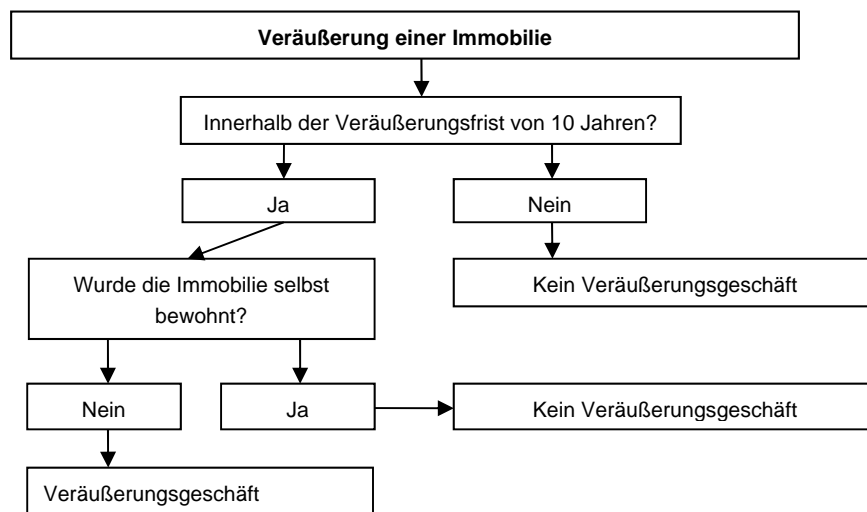 Veräußerung einer Immobilie
Innerhalb der Veräußerungsfrist von 10 Jahren?
Ja
Nein
Wurde die Immobilie selbst
bewohnt?
Kein Veräußerungsgeschäft
Nein
Ja
Kein Veräußerungsgeschäft
Veräußerungsgeschäft